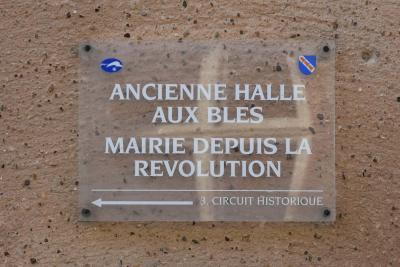 ANCIENNE HALLE
AUX BLES
MAIRIE DEPUIS LA
REVOLUTION
3. CIRCUIT HISTORIQUE